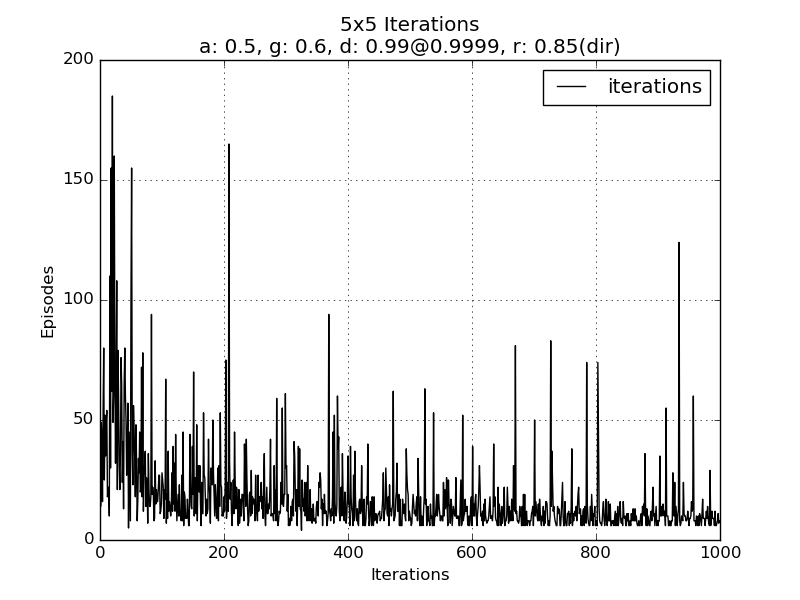 5x5 Iterations
a: 0.5, g: 0.6, d: 0.99@0.9999, r: 0.85(dir)
200
iterations
150
Episodes
100
50
0
0 200 400 600 800 1000
Iterations